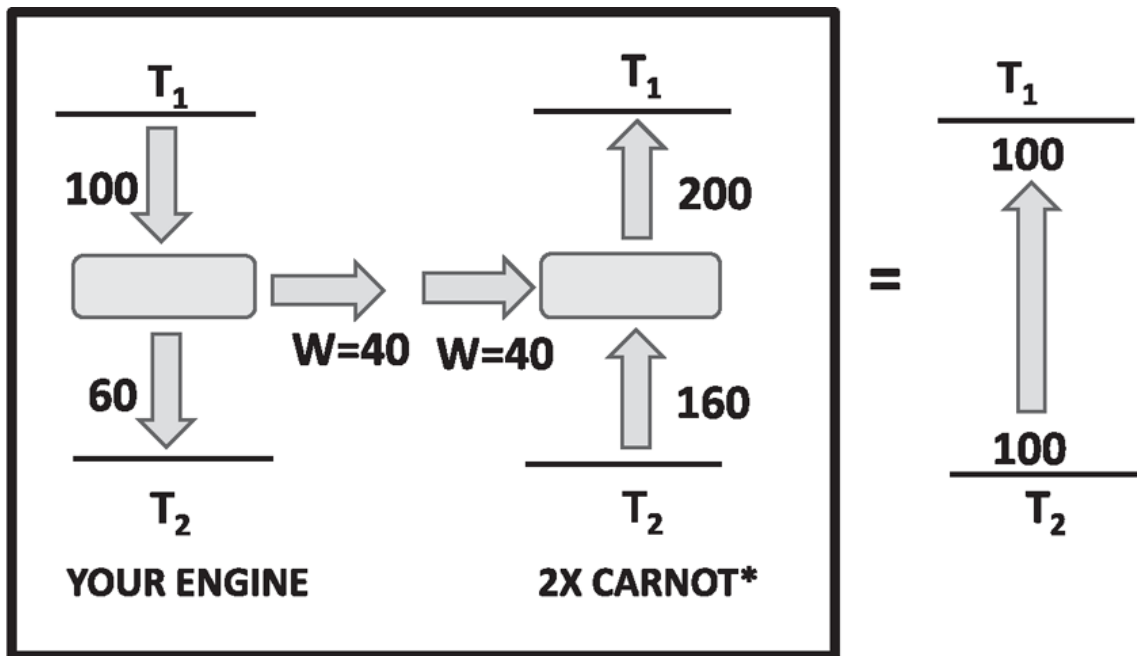 T₁
100
60
W=40
T₂
YOUR ENGINE
T₁
200
W=40
160
T₂
2X CARNOT*
=
T₁
100
100
T₂